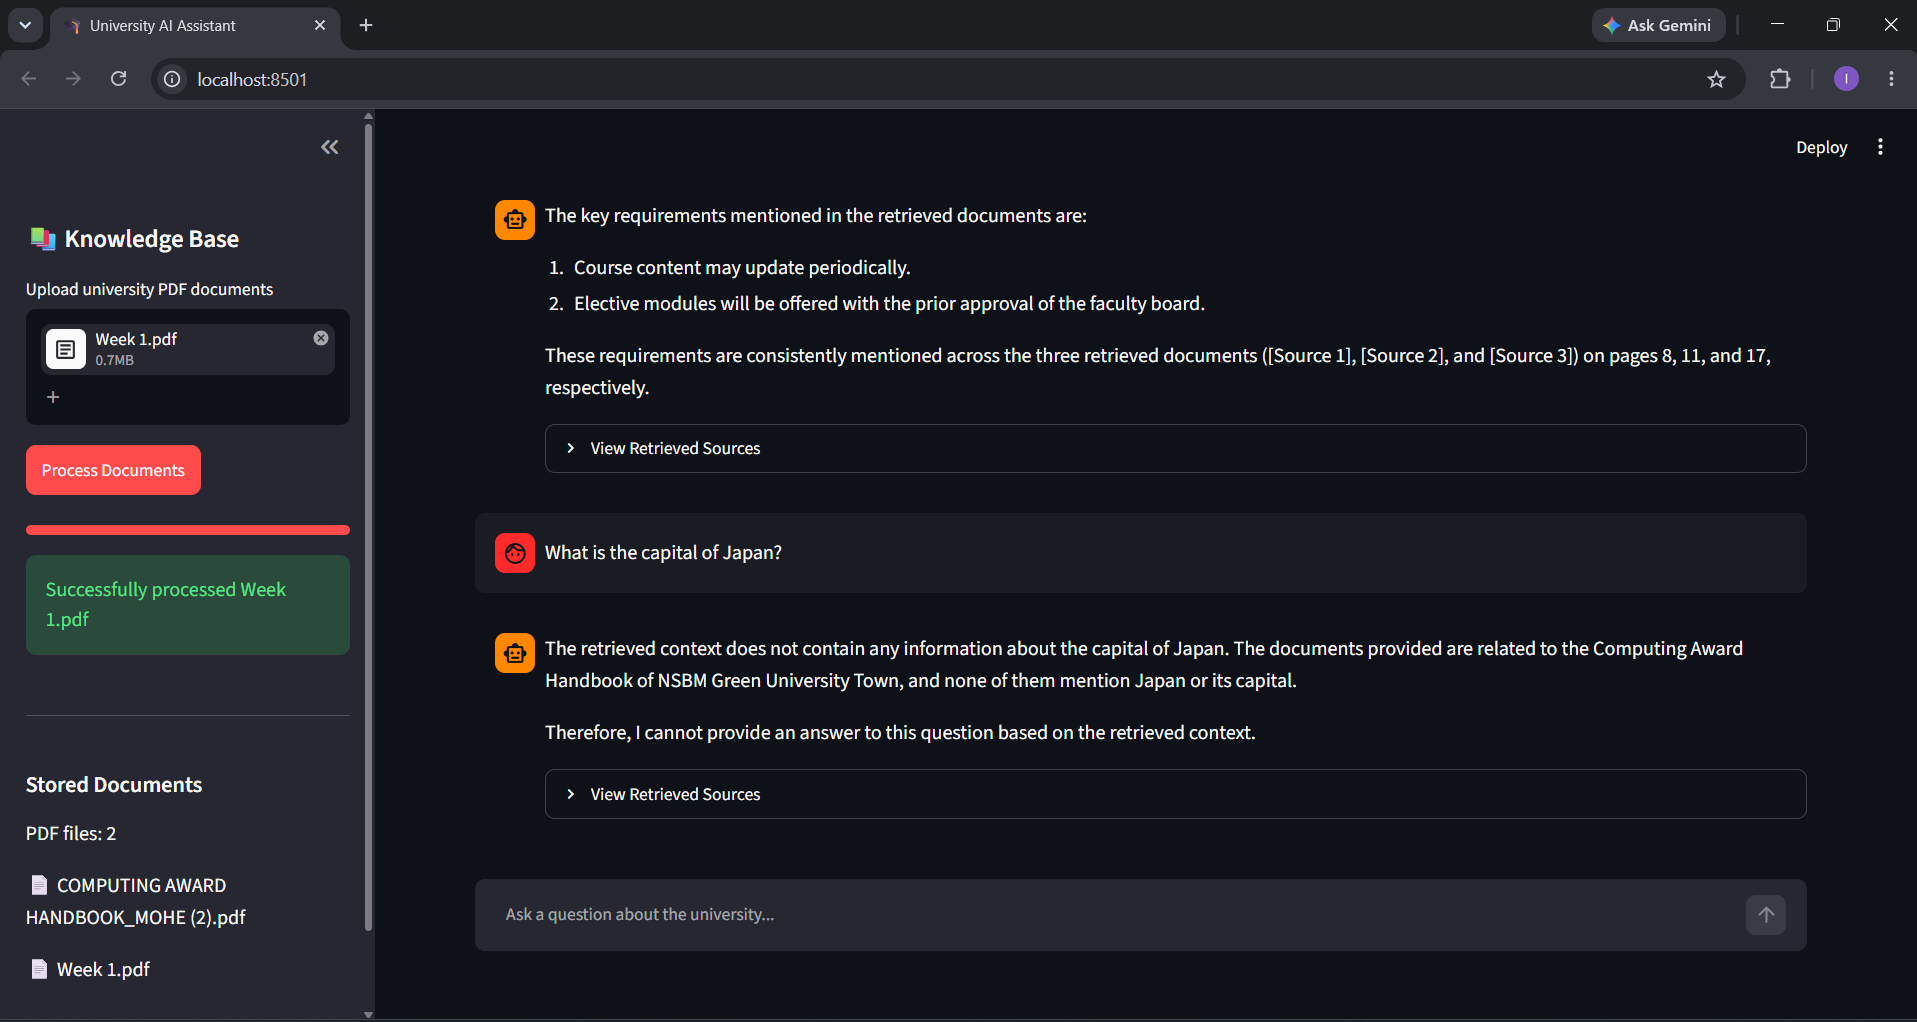 University AI Assistant
Ask Gemini
localhost:8501
I
Deploy
Knowledge Base
Upload university PDF documents
Week 1.pdf
0.7MB
Process Documents
Successfully processed Week
1.pdf
Stored Documents
PDF files: 2
COMPUTING AWARD
HANDBOOK_MOHE (2).pdf
Week 1.pdf
The key requirements mentioned in the retrieved documents are:
1. Course content may update periodically.
2. Elective modules will be offered with the prior approval of the faculty board.
These requirements are consistently mentioned across the three retrieved documents ([Source 1], [Source 2], and [Source 3]) on pages 8, 11, and 17,
respectively.
View Retrieved Sources
What is the capital of Japan?
The retrieved context does not contain any information about the capital of Japan. The documents provided are related to the Computing Award
Handbook of NSBM Green University Town, and none of them mention Japan or its capital.
Therefore, I cannot provide an answer to this question based on the retrieved context.
View Retrieved Sources
Ask a question about the university...